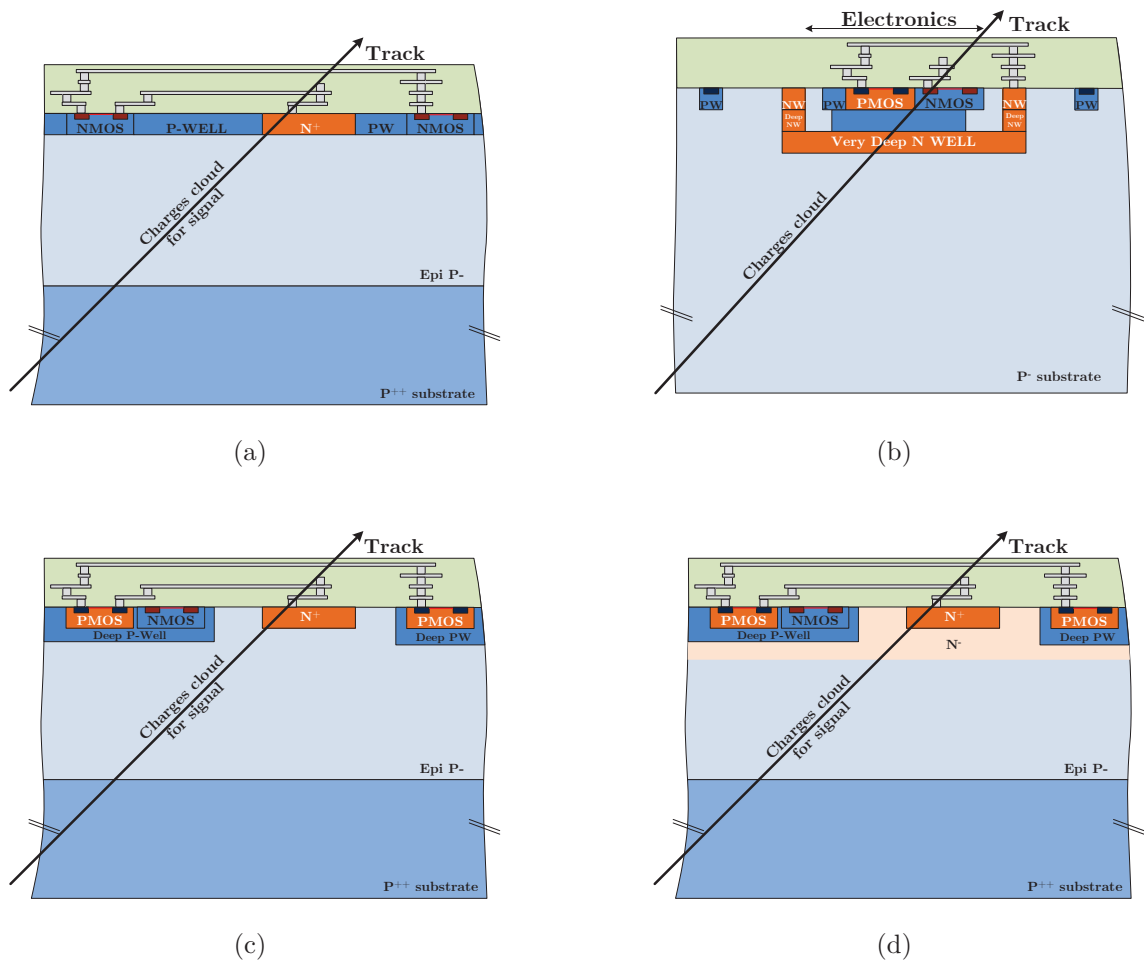 Track
NMOS
P-WELL
N⁺
PW
NMOS
Charges cloud
for signal
Epi P-
P⁺⁺ substrate
(a)
Electronics
Track
PW
NW
PW
PMOS
NMOS
NW
PW
Deep
NW
Deep
NW
Very Deep N WELL
Charges cloud
P⁻ substrate
(b)
Track
PMOS
NMOS
N⁺
PMOS
Deep P-Well
Deep PW
Charges cloud
for signal
Epi P-
P⁺⁺ substrate
(c)
Track
PMOS
NMOS
N⁺
PMOS
Deep P-Well
N⁻
Deep PW
Charges cloud
for signal
Epi P-
P⁺⁺ substrate
(d)